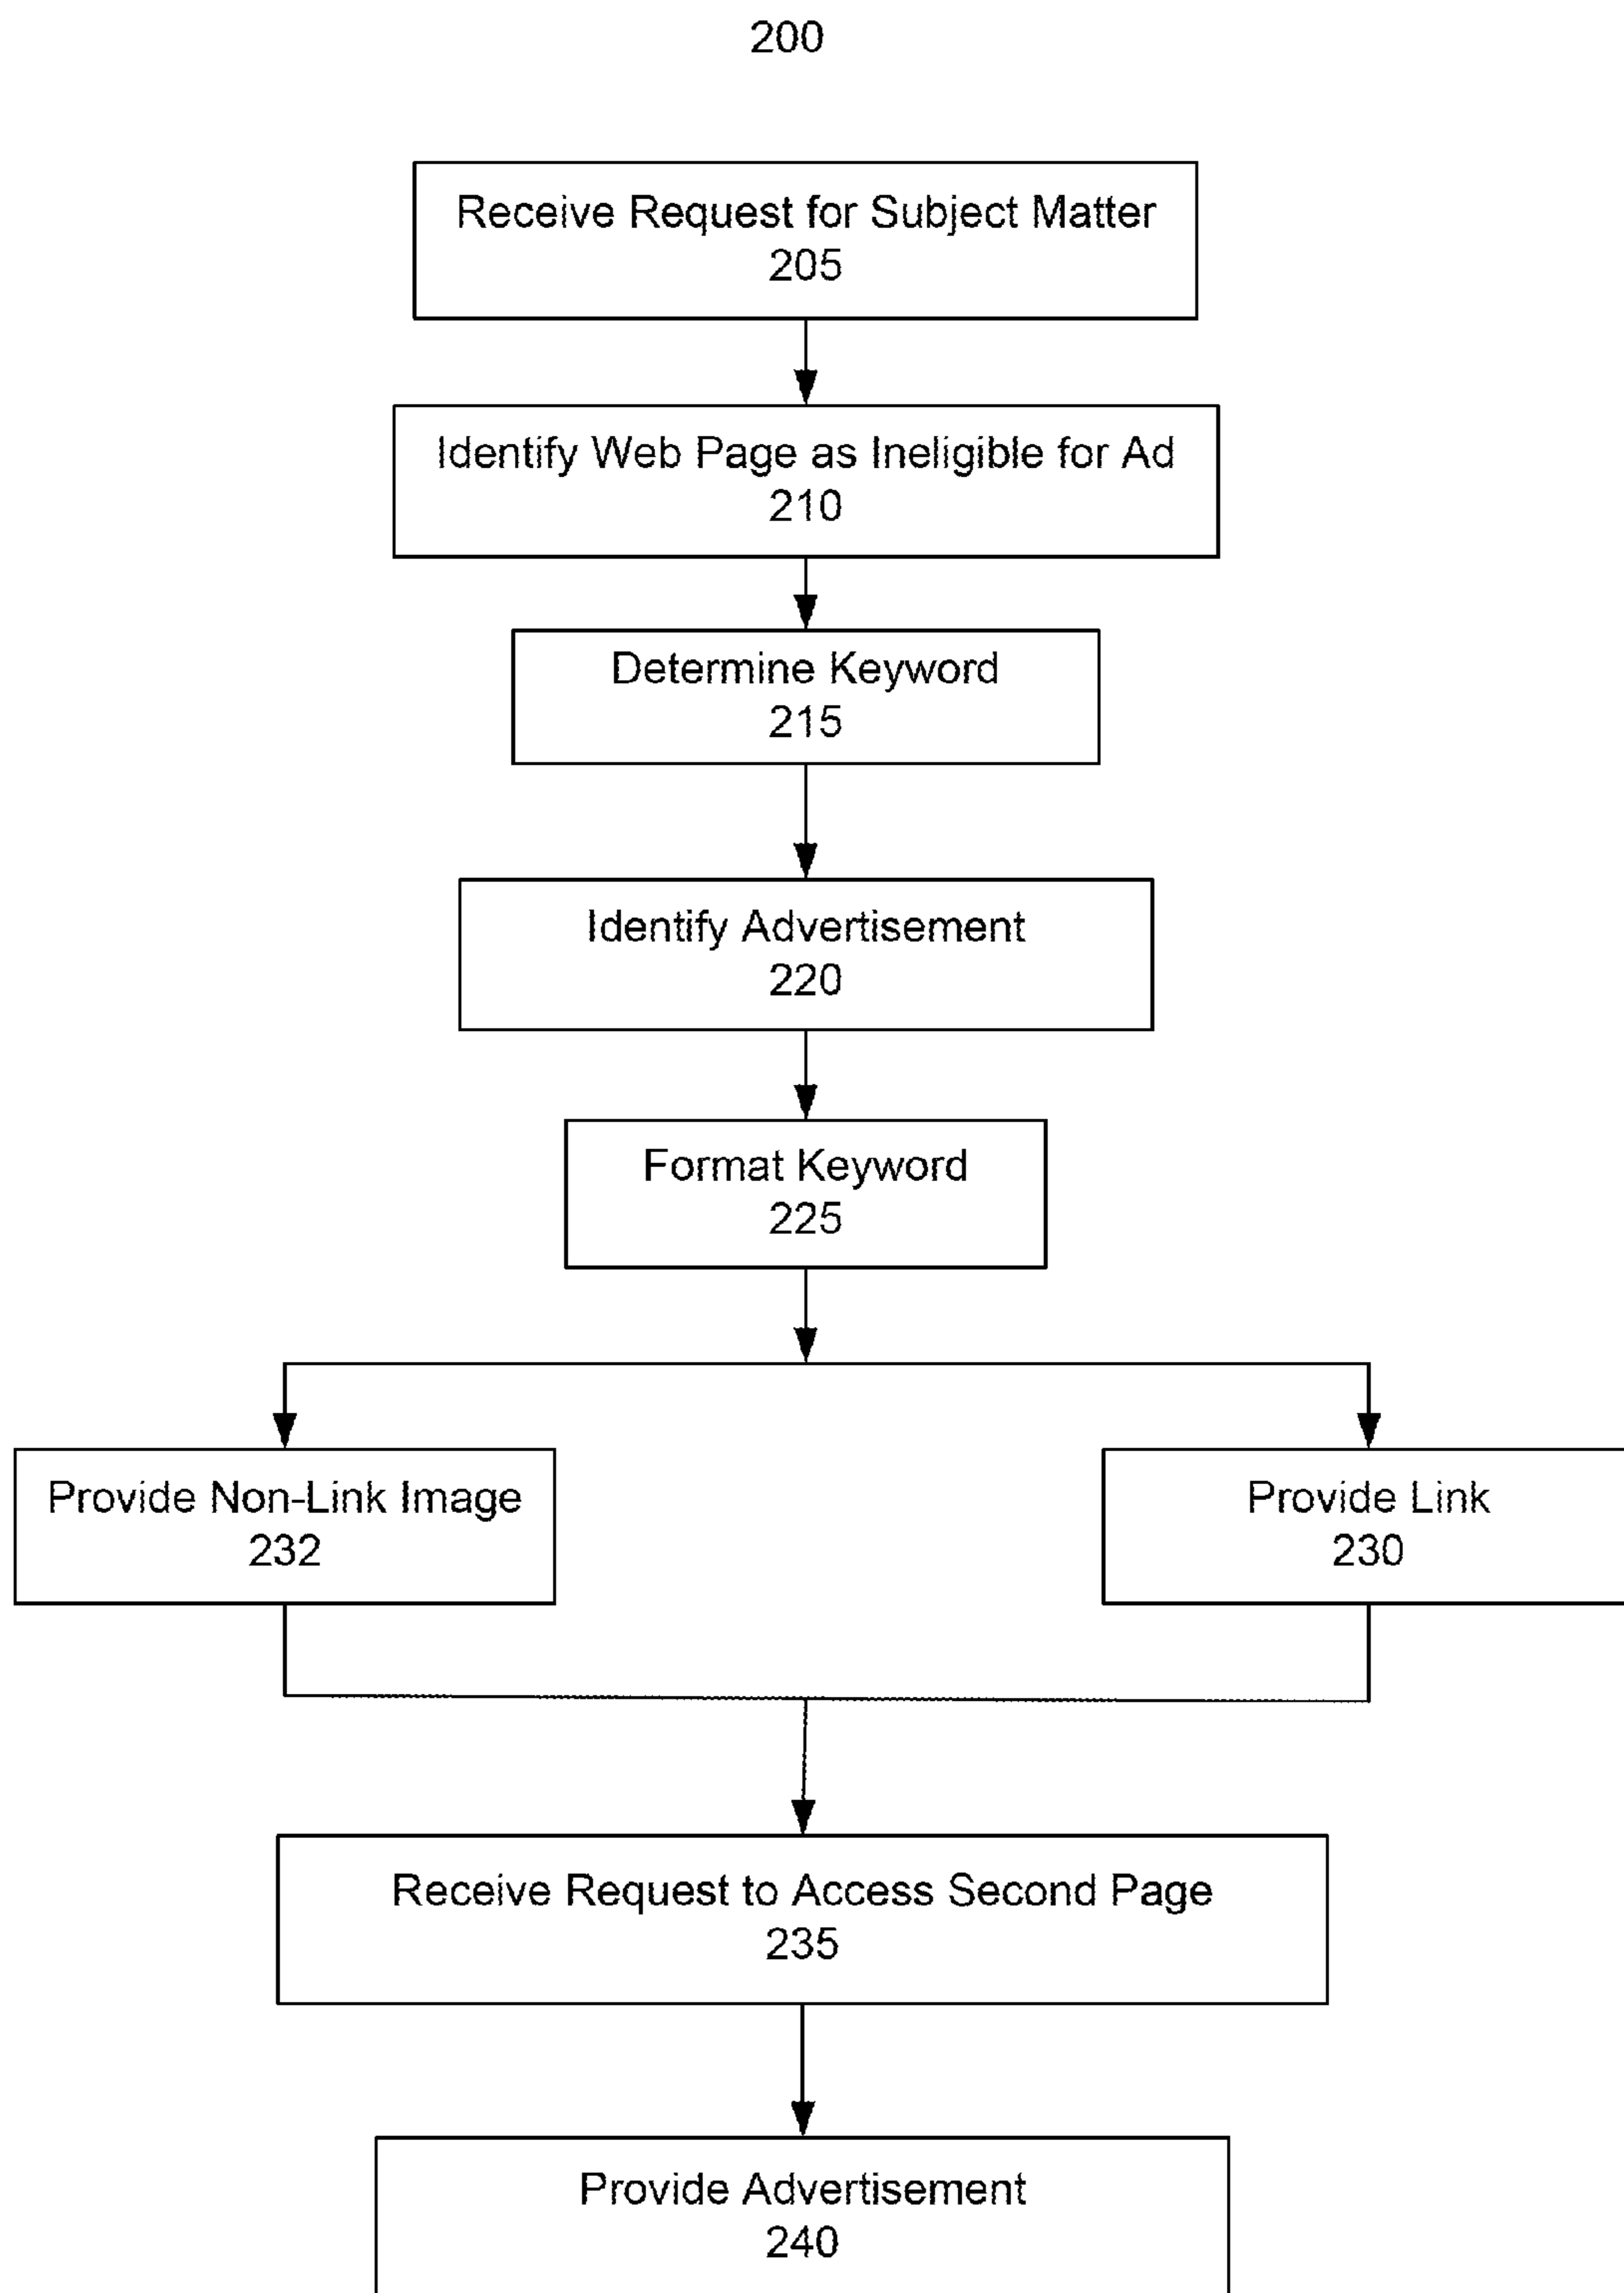 200
Receive Request for Subject Matter
205
Identify Web Page as Ineligible for Ad
210
Determine Keyword
215
Identify Advertisement
220
Format Keyword
225
Provide Non-Link Image
232
Provide Link
230
Receive Request to Access Second Page
235
Provide Advertisement
240